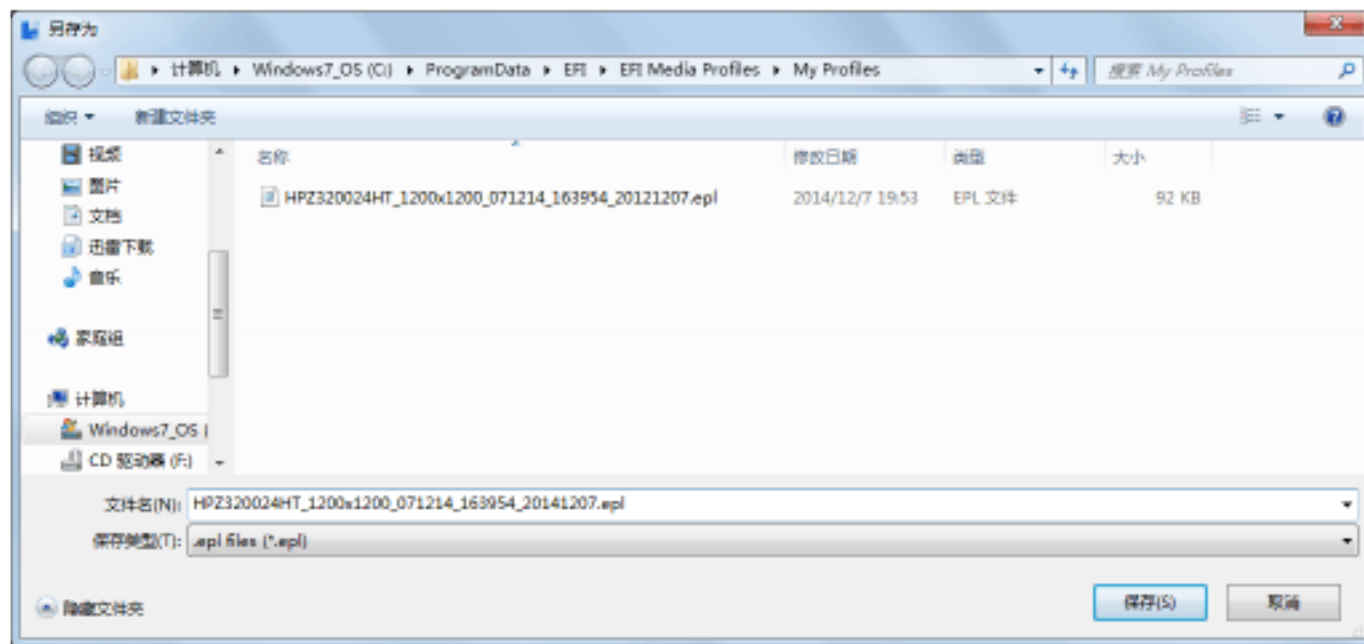 另存为
计算机 ▸ Windows7_OS (C:) ▸ ProgramData ▸ EFI ▸ EFI Media Profiles ▸ My Profiles
搜索 My Profiles
组织 新建文件夹
视频
图片
文档
迅雷下载
音乐
家庭组
计算机
Windows7_OS (
CD 驱动器 (F:)
名称 修改日期 类型 大小
HPZ320024HT_1200x1200_071214_163954_20121207.epl 2014/12/7 19:53 EPL 文件 92 KB
文件名(N): HPZ320024HT_1200x1200_071214_163954_20141207.epl
保存类型(T): .epl files (*.epl)
隐藏文件夹
保存(S) 取消